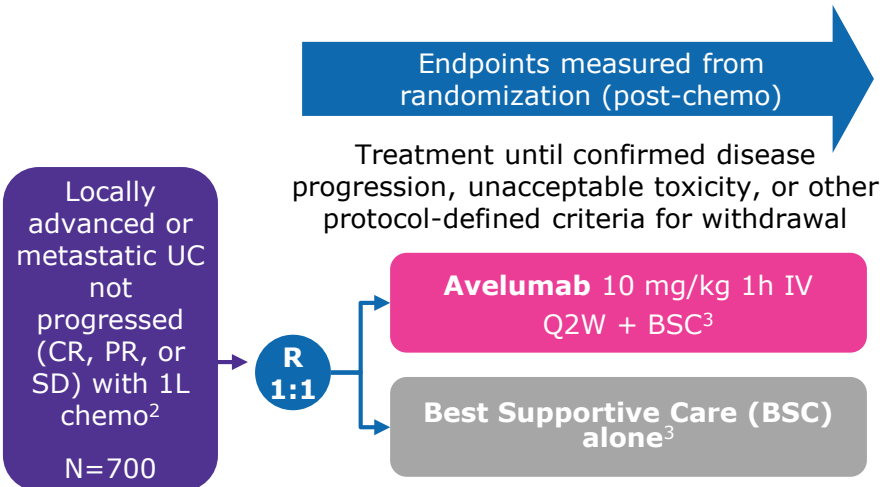 Endpoints measured from
randomization (post-chemo)
Treatment until confirmed disease
progression, unacceptable toxicity, or other
protocol-defined criteria for withdrawal
Locally
advanced or
metastatic UC
not
progressed
(CR, PR, or
SD) with 1L
chemo²
N=700
R
1:1
Avelumab 10 mg/kg 1h IV
Q2W + BSC³
Best Supportive Care (BSC)
alone³